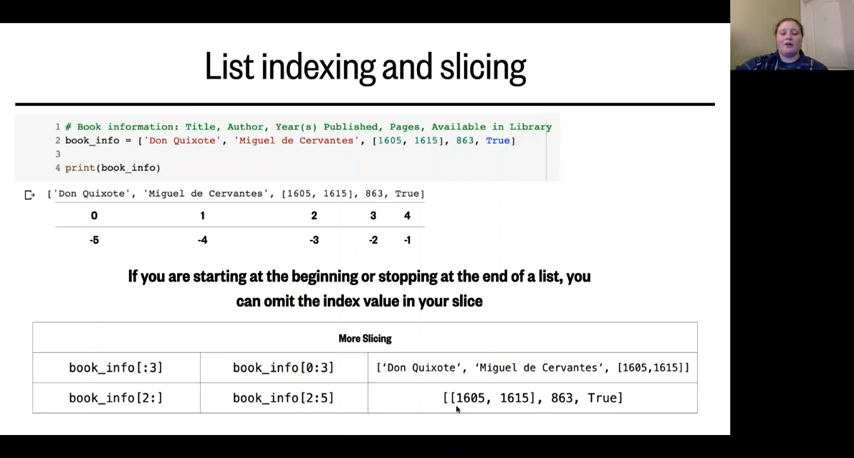 List indexing and slicing
1 # Book information: Title, Author, Year(s) Published, Pages, Available in Library
2 book_info = ['Don Quixote', 'Miguel de Cervantes', [1605, 1615], 863, True]
3
4 print(book_info)
['Don Quixote', 'Miguel de Cervantes', [1605, 1615], 863, True]
0 1 2 3 4
-5 -4 -3 -2 -1
If you are starting at the beginning or stopping at the end of a list, you
can omit the index value in your slice
More Slicing
book_info[:3] book_info[0:3] [‘Don Quixote’, ‘Miguel de Cervantes’, [1605,1615]]
book_info[2:] book_info[2:5] [[1605, 1615], 863, True]